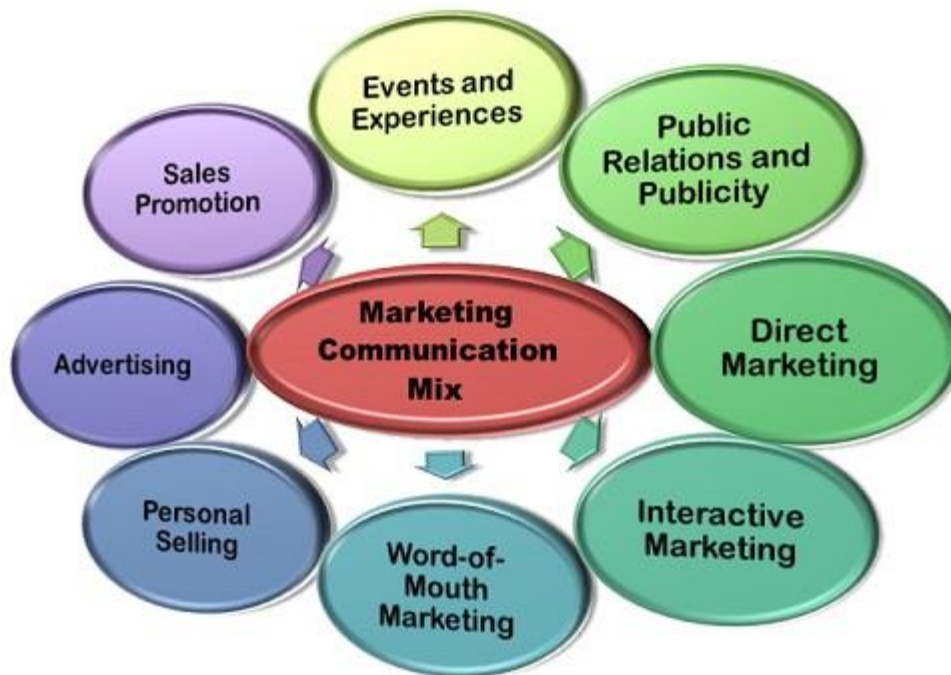 Events and
Experiences
Public
Relations and
Publicity
Sales
Promotion
Marketing
Communication
Mix
Direct
Marketing
Advertising
Personal
Selling
Interactive
Marketing
Word-of-
Mouth
Marketing